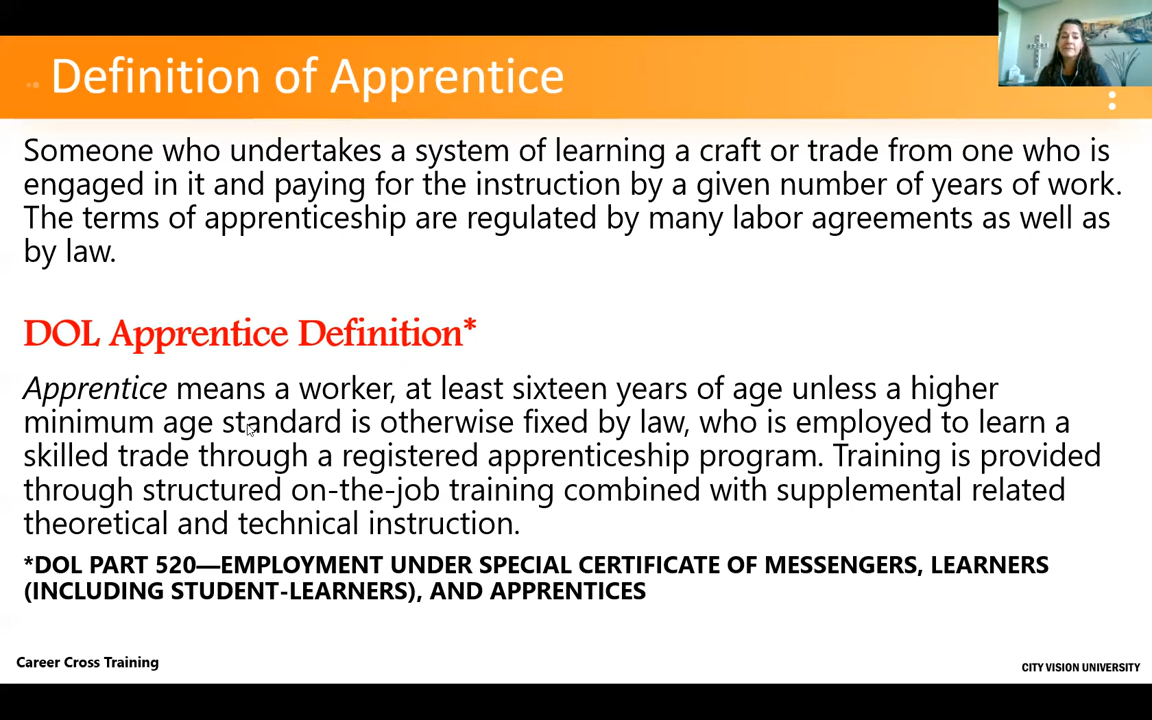 Definition of Apprentice
Someone who undertakes a system of learning a craft or trade from one who is
engaged in it and paying for the instruction by a given number of years of work.
The terms of apprenticeship are regulated by many labor agreements as well as
by law.
DOL Apprentice Definition*
Apprentice means a worker, at least sixteen years of age unless a higher
minimum age standard is otherwise fixed by law, who is employed to learn a
skilled trade through a registered apprenticeship program. Training is provided
through structured on-the-job training combined with supplemental related
theoretical and technical instruction.
*DOL PART 520—EMPLOYMENT UNDER SPECIAL CERTIFICATE OF MESSENGERS, LEARNERS
(INCLUDING STUDENT-LEARNERS), AND APPRENTICES
Career Cross Training
CITY VISION UNIVERSITY